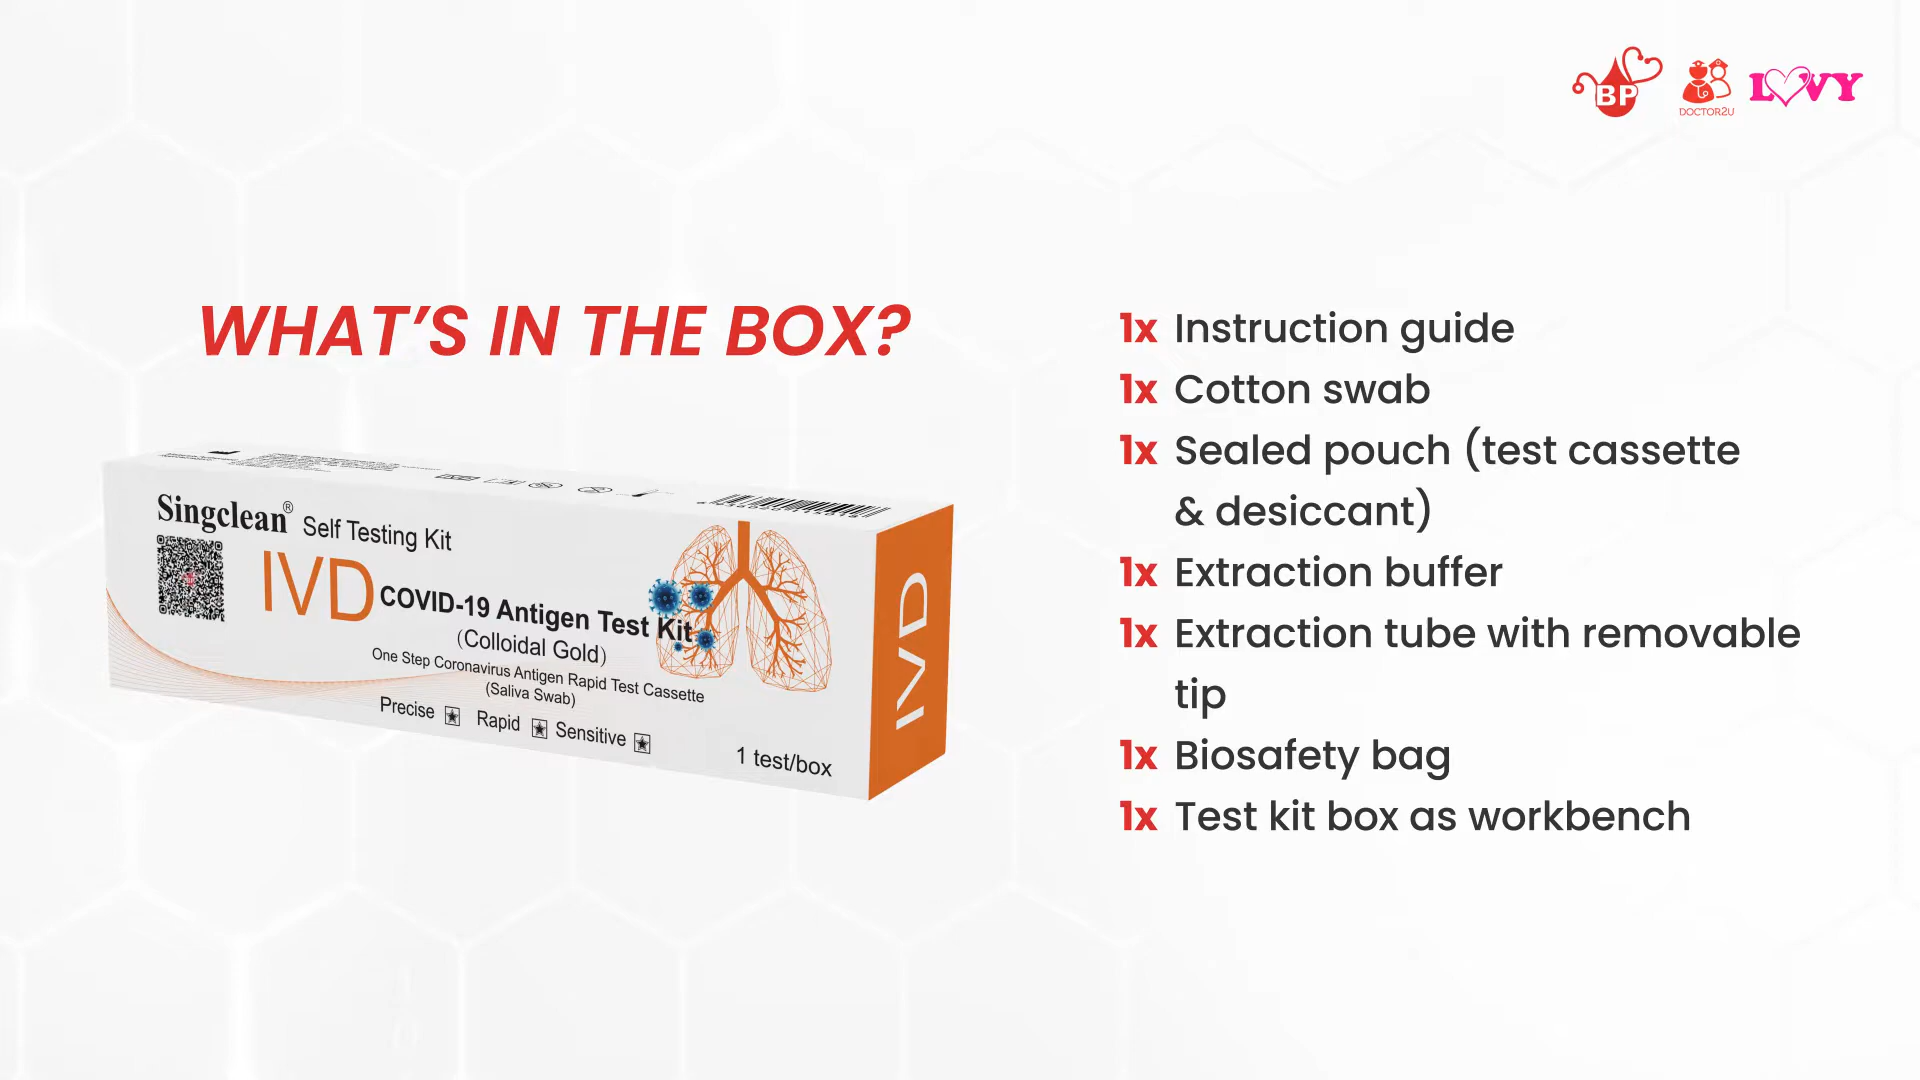 BP
DOCTOR2U
LOVY
WHAT'S IN THE BOX?
Singclean® Self Testing Kit
IVD COVID-19 Antigen Test Kit
(Colloidal Gold)
One Step Coronavirus Antigen Rapid Test Cassette
(Saliva Swab)
Precise Rapid Sensitive
1 test/box
IVD
1x Instruction guide
1x Cotton swab
1x Sealed pouch (test cassette
& desiccant)
1x Extraction buffer
1x Extraction tube with removable
tip
1x Biosafety bag
1x Test kit box as workbench